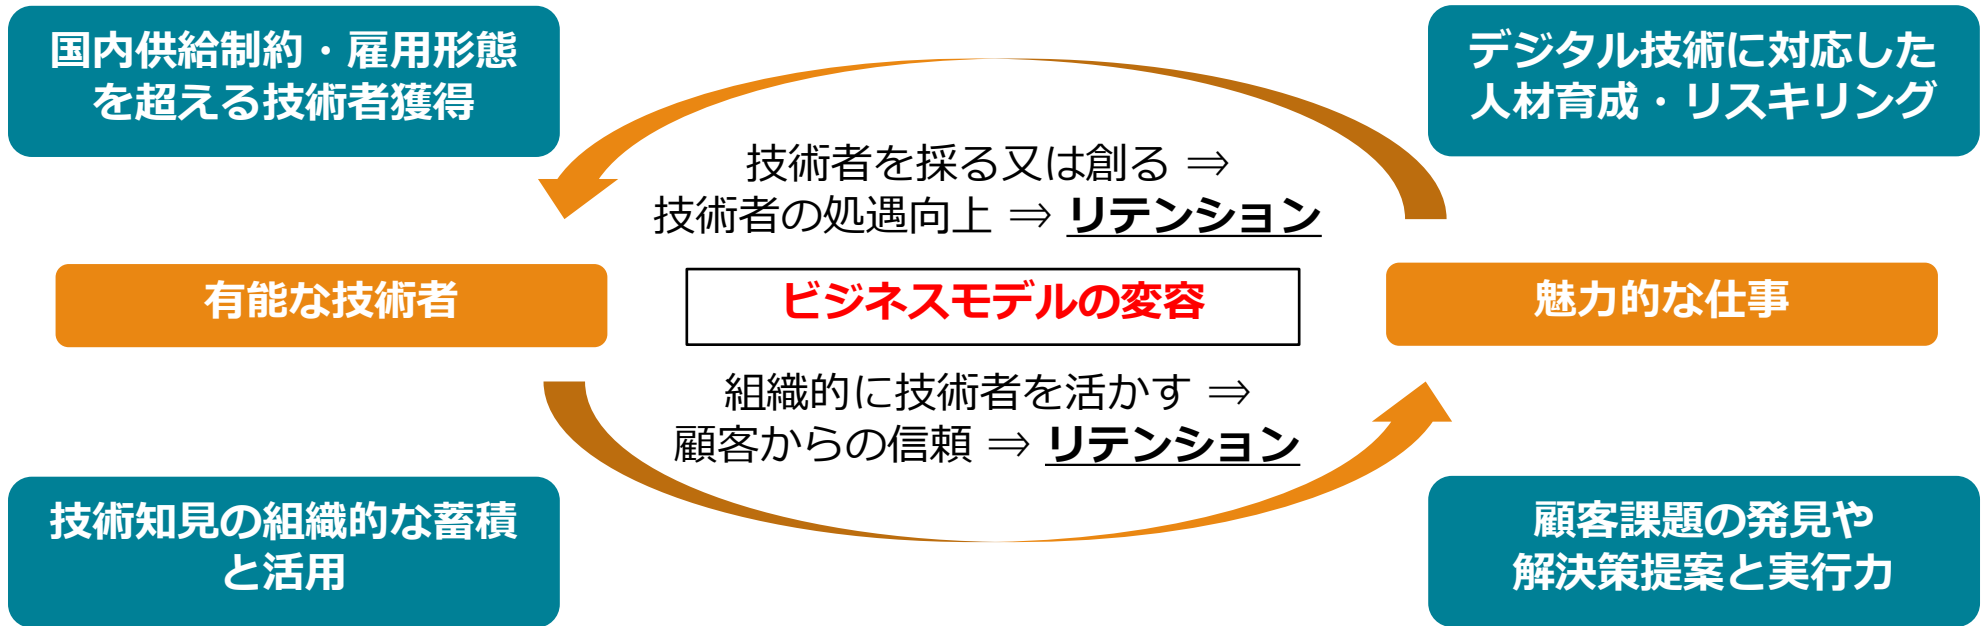 国内供給制約・雇用形態
を超える技術者獲得
デジタル技術に対応した
人材育成・リスキリング
技術者を採る又は創る ⇒
技術者の処遇向上 ⇒ リテンション
有能な技術者
ビジネスモデルの変容
魅力的な仕事
組織的に技術者を活かす ⇒
顧客からの信頼 ⇒ リテンション
技術知見の組織的な蓄積
と活用
顧客課題の発見や
解決策提案と実行力